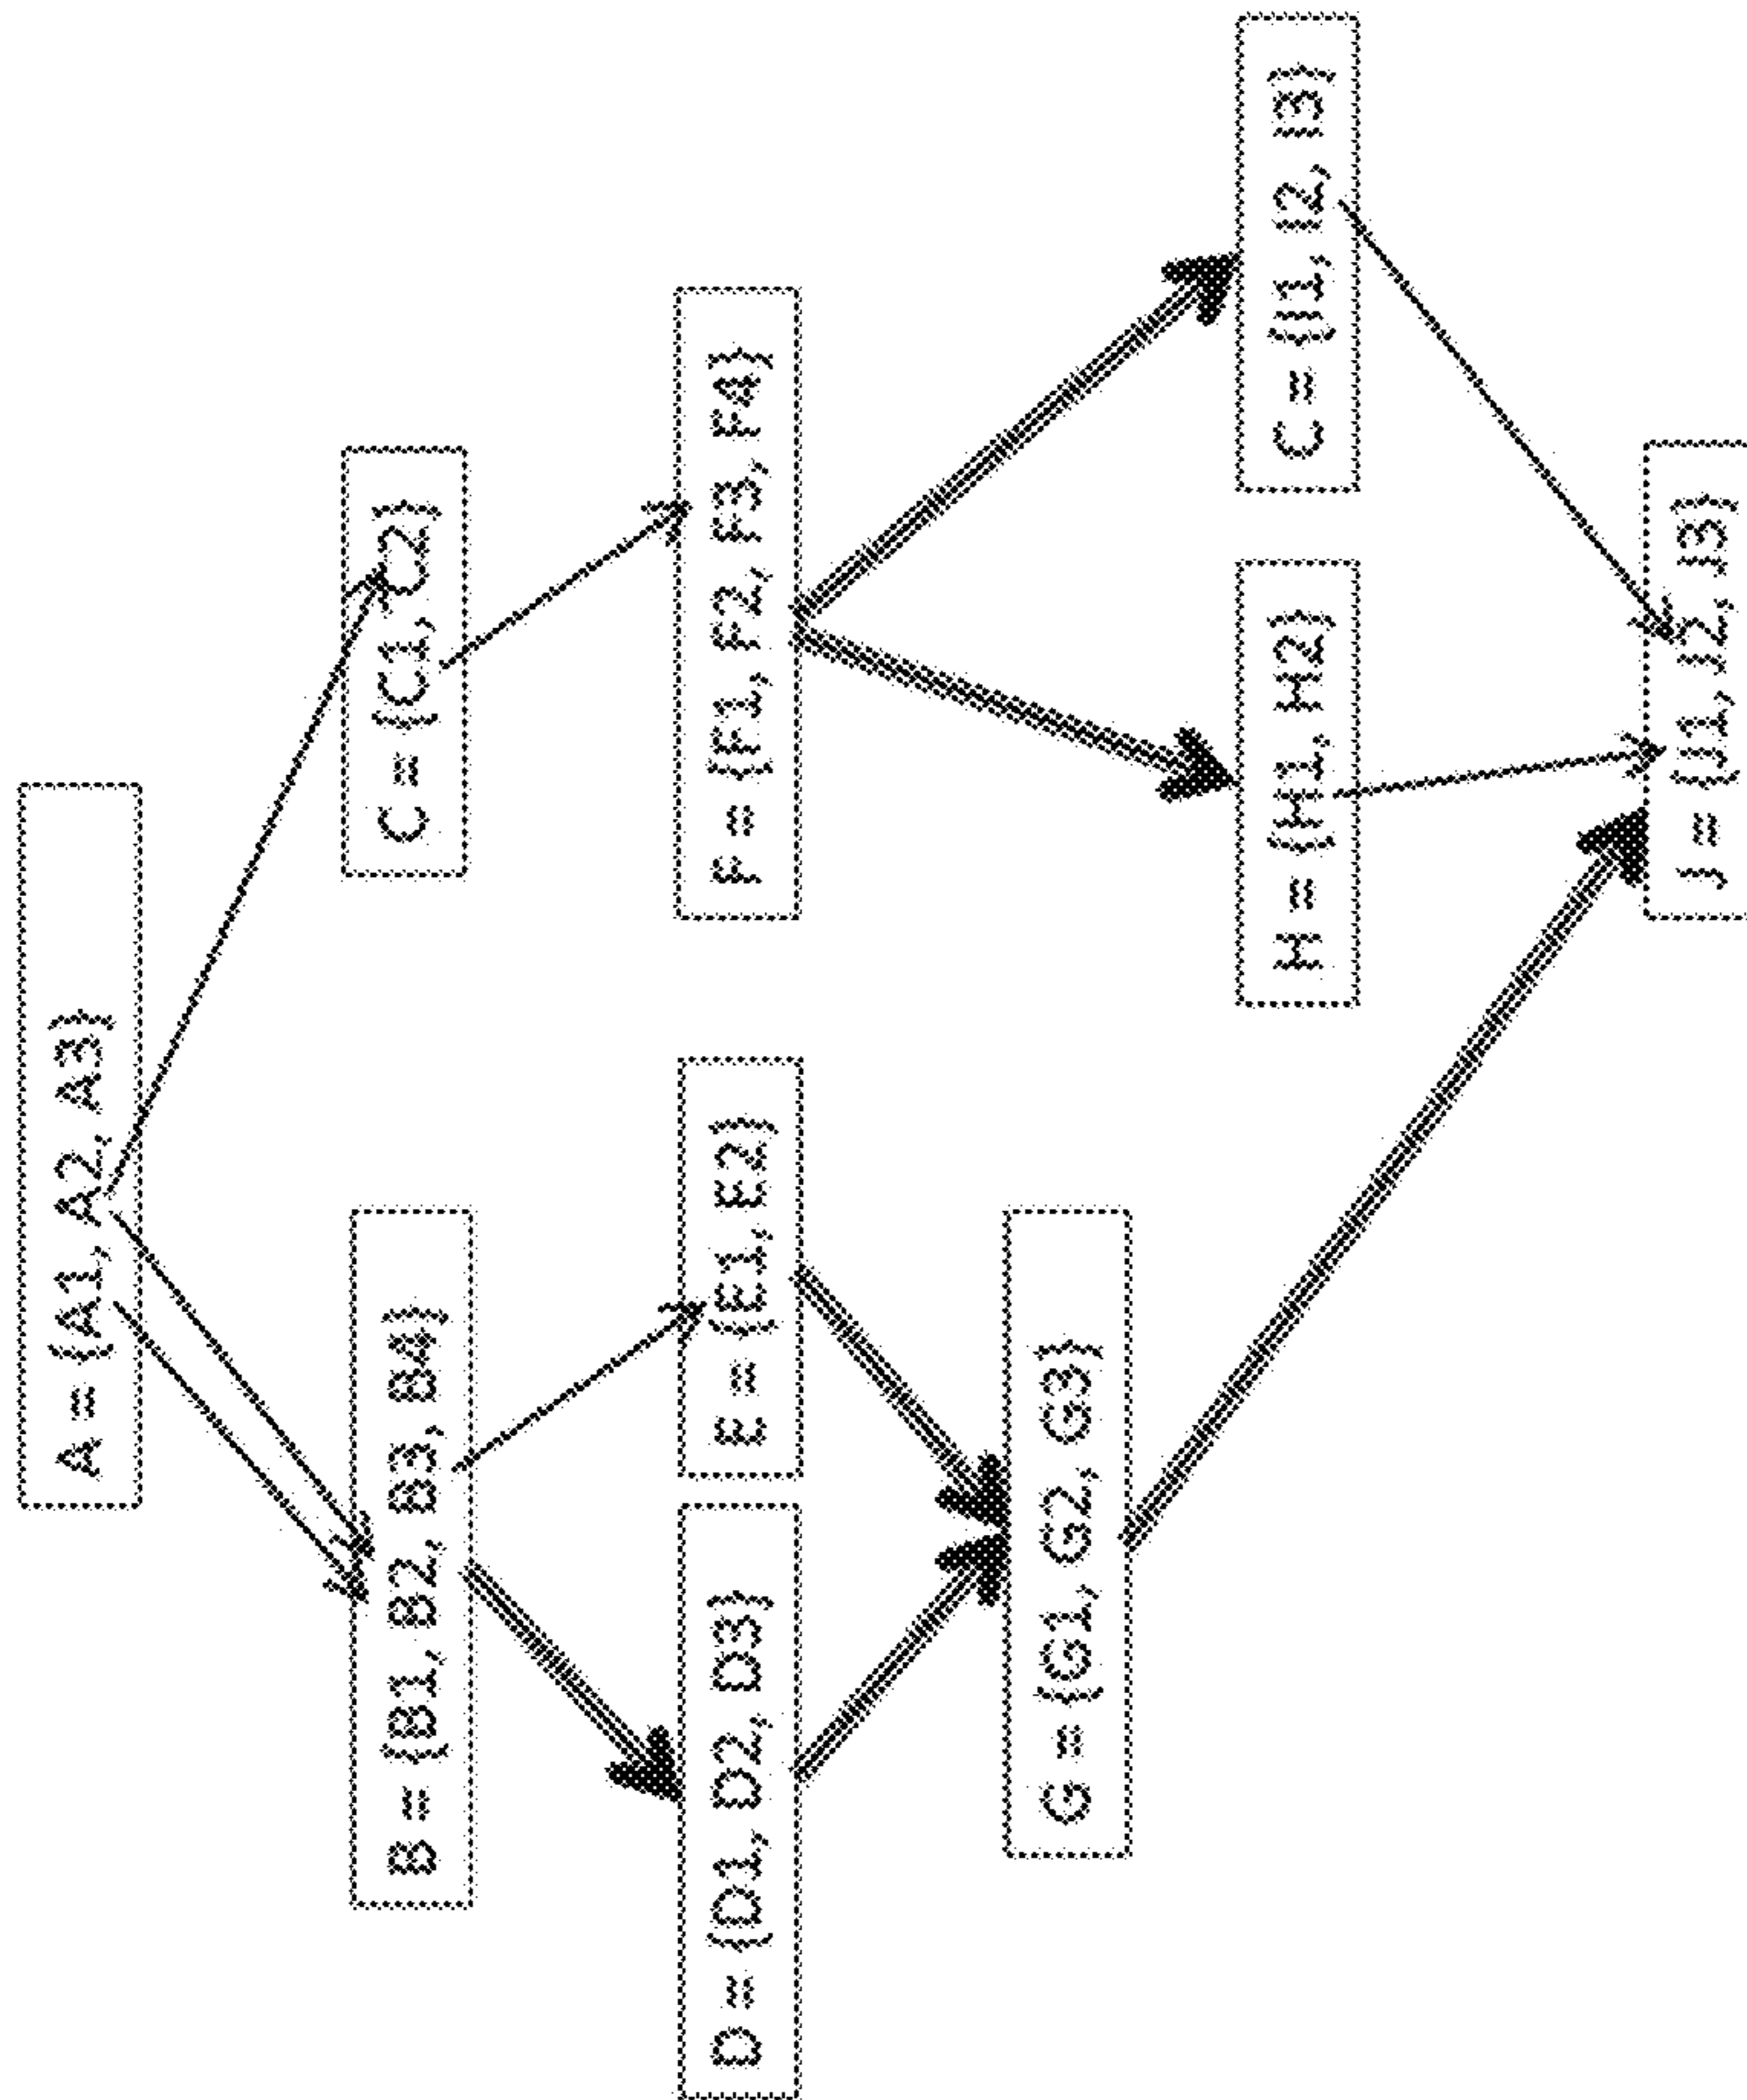 A = {A1, A2, A3}
B = {B1, B2, B3, B4}
C = {C1, C2}
D = {D1, D2, D3}
E = {E1, E2}
F = {F1, F2, F3, F4}
G = {G1, G2, G3}
H = {H1, H2}
C = {I1, I2, I3}
J = {J1, J2, J3}